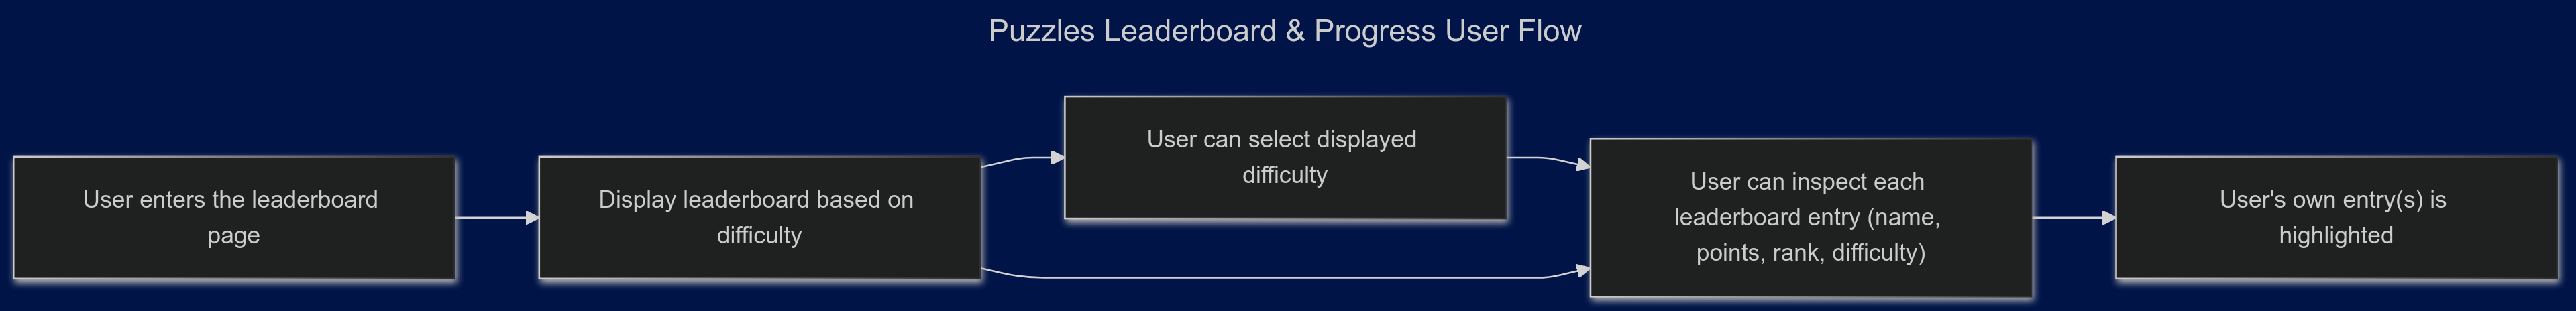 Puzzles Leaderboard & Progress User Flow
User enters the leaderboard
page
Display leaderboard based on
difficulty
User can select displayed
difficulty
User can inspect each
leaderboard entry (name,
points, rank, difficulty)
User's own entry(s) is
highlighted